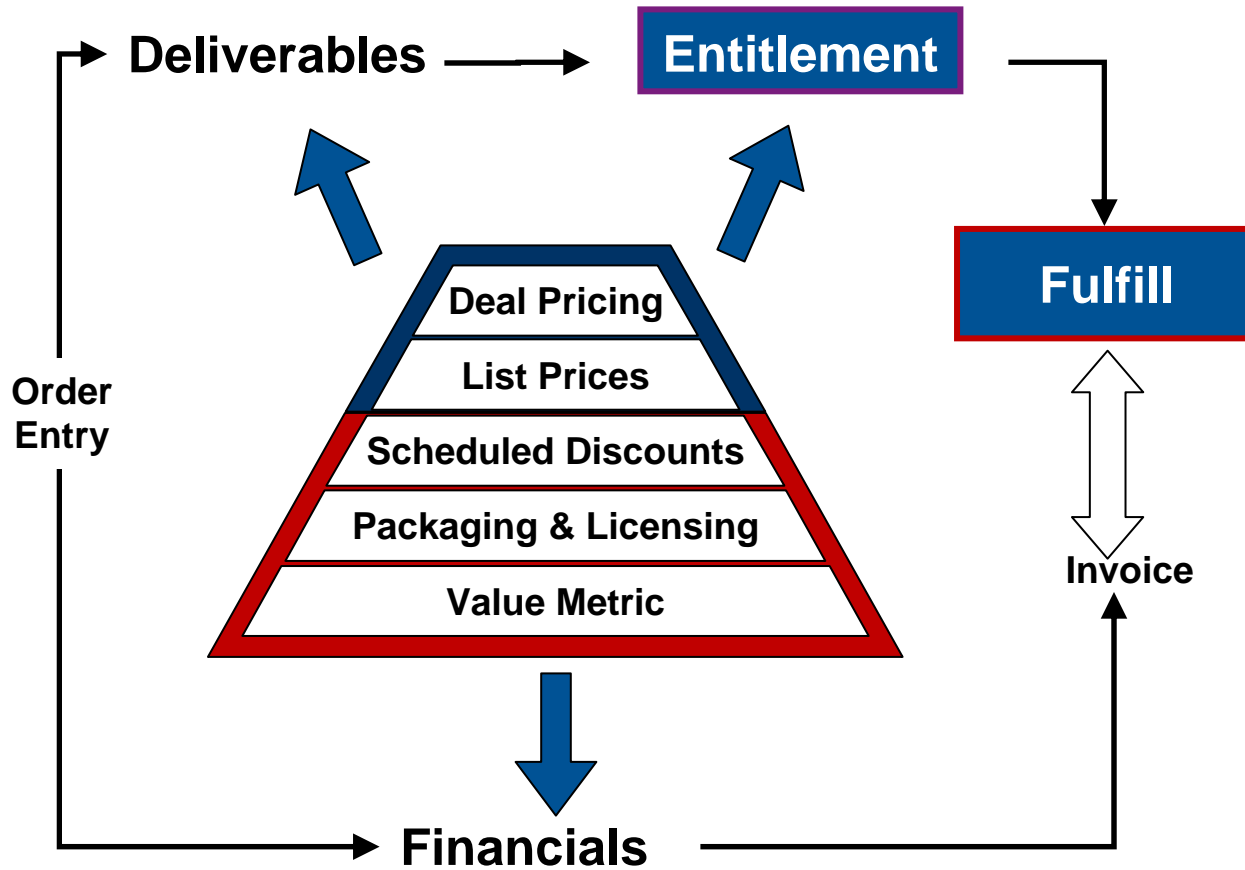 Deliverables
Entitlement
Fulfill
Deal Pricing
List Prices
Order
Entry
Scheduled Discounts
Packaging & Licensing
Value Metric
Invoice
Financials